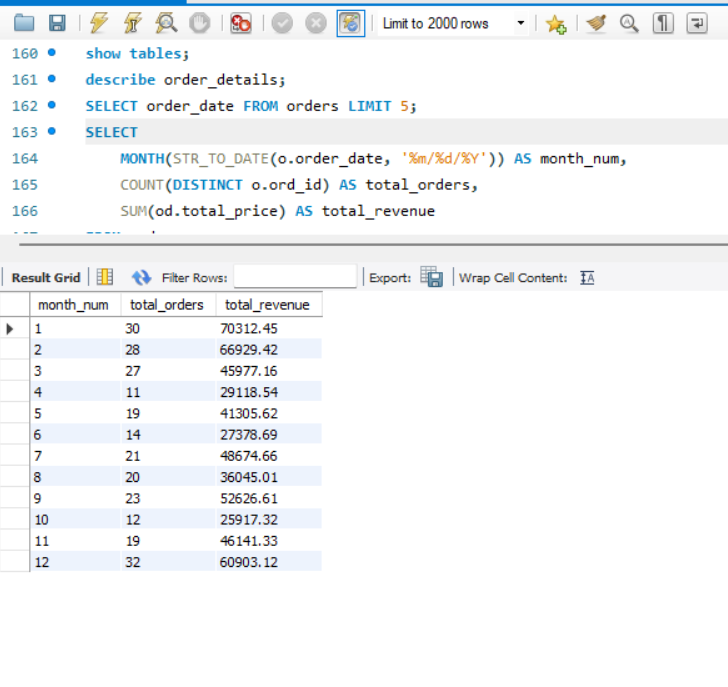 Limit to 2000 rows
160 show tables;
161 describe order_details;
162 SELECT order_date FROM orders LIMIT 5;
163 SELECT
164 MONTH(STR_TO_DATE(o.order_date, '%m/%d/%Y')) AS month_num,
165 COUNT(DISTINCT o.ord_id) AS total_orders,
166 SUM(od.total_price) AS total_revenue
Result Grid Filter Rows: Export: Wrap Cell Content:
month_num total_orders total_revenue
1 30 70312.45
2 28 66929.42
3 27 45977.16
4 11 29118.54
5 19 41305.62
6 14 27378.69
7 21 48674.66
8 20 36045.01
9 23 52626.61
10 12 25917.32
11 19 46141.33
12 32 60903.12